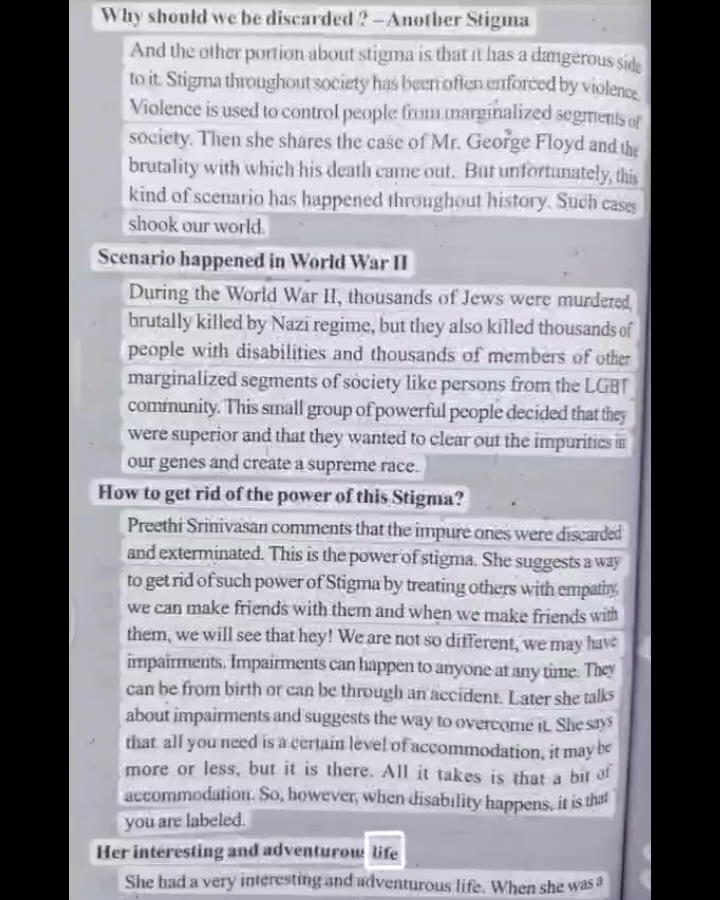 Why should we be discarded ? – Another Stigma
And the other portion about stigma is that it has a dangerous side
to it. Stigma throughout society has been often enforced by violence.
Violence is used to control people from marginalized segments of
society. Then she shares the case of Mr. George Floyd and the
brutality with which his death came out. But unfortunately, this
kind of scenario has happened throughout history. Such cases
shook our world.
Scenario happened in World War II
During the World War II, thousands of Jews were murdered,
brutally killed by Nazi regime, but they also killed thousands of
people with disabilities and thousands of members of other
marginalized segments of society like persons from the LGBT
community. This small group of powerful people decided that they
were superior and that they wanted to clear out the impurities in
our genes and create a supreme race.
How to get rid of the power of this Stigma?
Preethi Srinivasan comments that the impure ones were discarded
and exterminated. This is the power of stigma. She suggests a way
to get rid of such power of Stigma by treating others with empathy,
we can make friends with them and when we make friends with
them, we will see that hey! We are not so different, we may have
impairments. Impairments can happen to anyone at any time. They
can be from birth or can be through an accident. Later she talks
about impairments and suggests the way to overcome it. She says
that all you need is a certain level of accommodation, it may be
more or less, but it is there. All it takes is that a bit of
accommodation. So, however, when disability happens, it is that
you are labeled.
Her interesting and adventurous life
She had a very interesting and adventurous life. When she was a